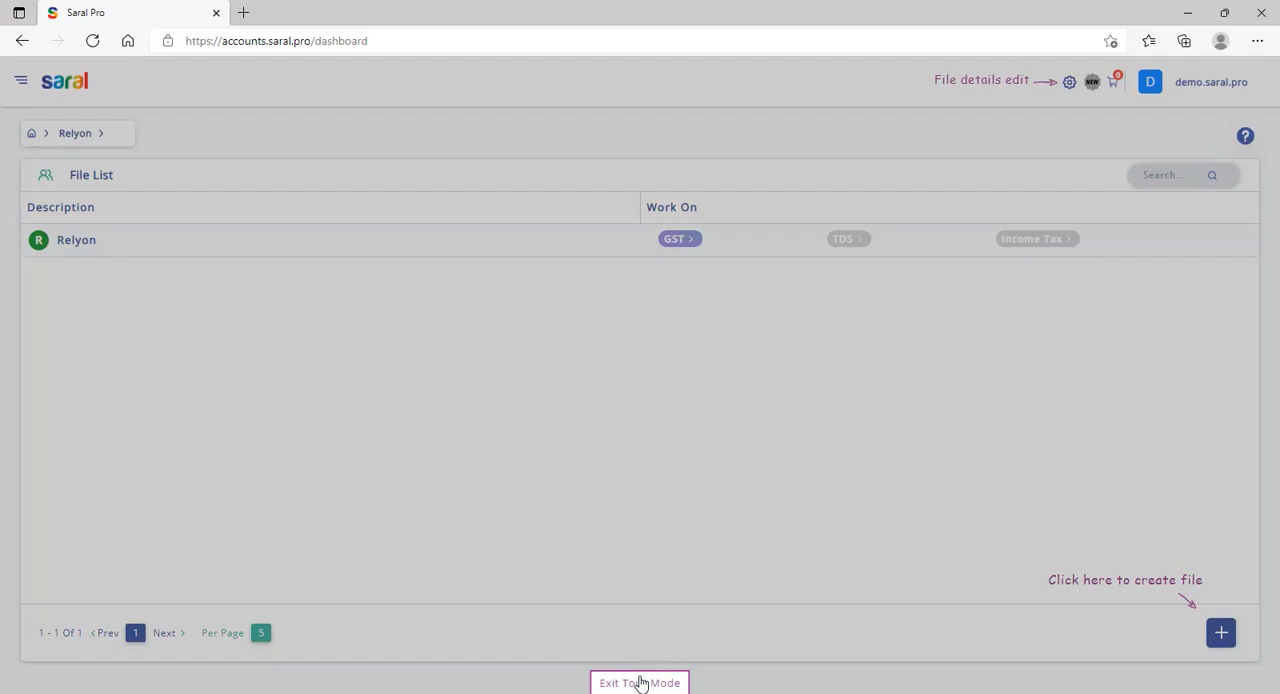 Saral Pro
https://accounts.saral.pro/dashboard
saral
File details edit
NEW
0
D
demo.saral.pro
Relyon
File List
Search...
Description
Work On
R
Relyon
GST >
TDS >
Income Tax >
Click here to create file
1 - 1 Of 1 ‹ Prev 1 Next › Per Page 5
Exit Mode